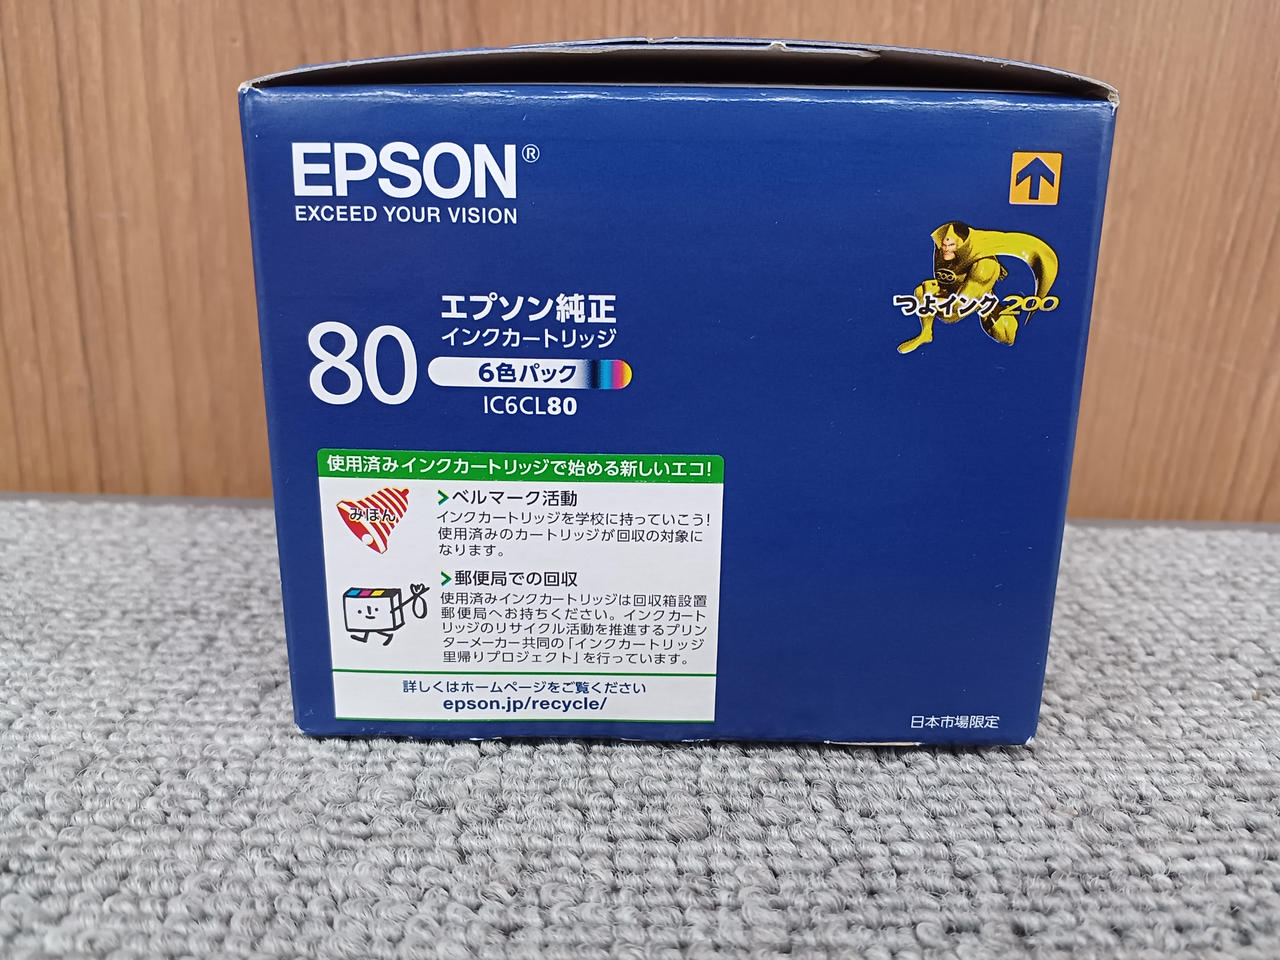 EPSON®
EXCEED YOUR VISION
つよインク200
エプソン純正
80
インクカートリッジ
6色パック
IC6CL80
使用済みインクカートリッジで始める新しいエコ!
みほん
ベルマーク活動
インクカートリッジを学校に持っていこう!
使用済みのカートリッジが回収の対象に
なります。
郵便局での回収
使用済みインクカートリッジは回収箱設置
郵便局へお持ちください。インクカート
リッジのリサイクル活動を推進するプリン
ターメーカー共同の「インクカートリッジ
里帰りプロジェクト」を行っています。
詳しくはホームページをご覧ください
epson.jp/recycle/
日本市場限定